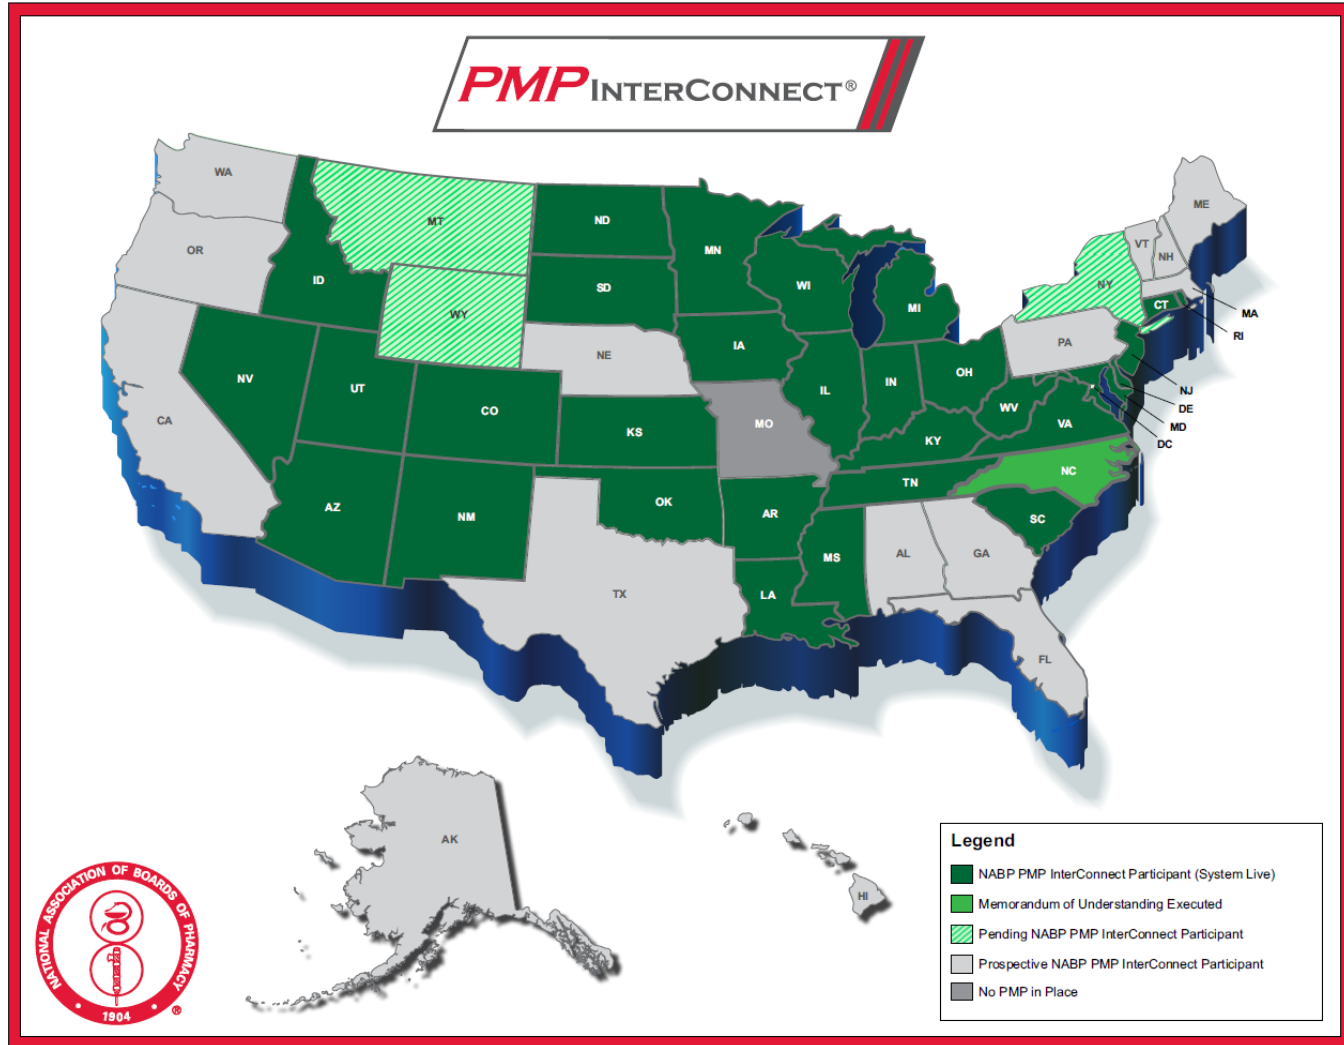 PMP INTERCONNECT®
WA
OR
CA
ID
NV
MT
WY
UT
AZ
CO
NM
ND
SD
NE
KS
OK
TX
MN
IA
MO
AR
LA
WI
IL
MS
MI
IN
OH
KY
TN
WV
VA
NC
SC
AL
GA
FL
PA
NY
VT
NH
ME
CT
MA
RI
NJ
DE
MD
DC
AK
HI
Legend
NABP PMP InterConnect Participant (System Live)
Memorandum of Understanding Executed
Pending NABP PMP InterConnect Participant
Prospective NABP PMP InterConnect Participant
No PMP in Place
NATIONAL ASSOCIATION OF BOARDS OF PHARMACY
1904
®